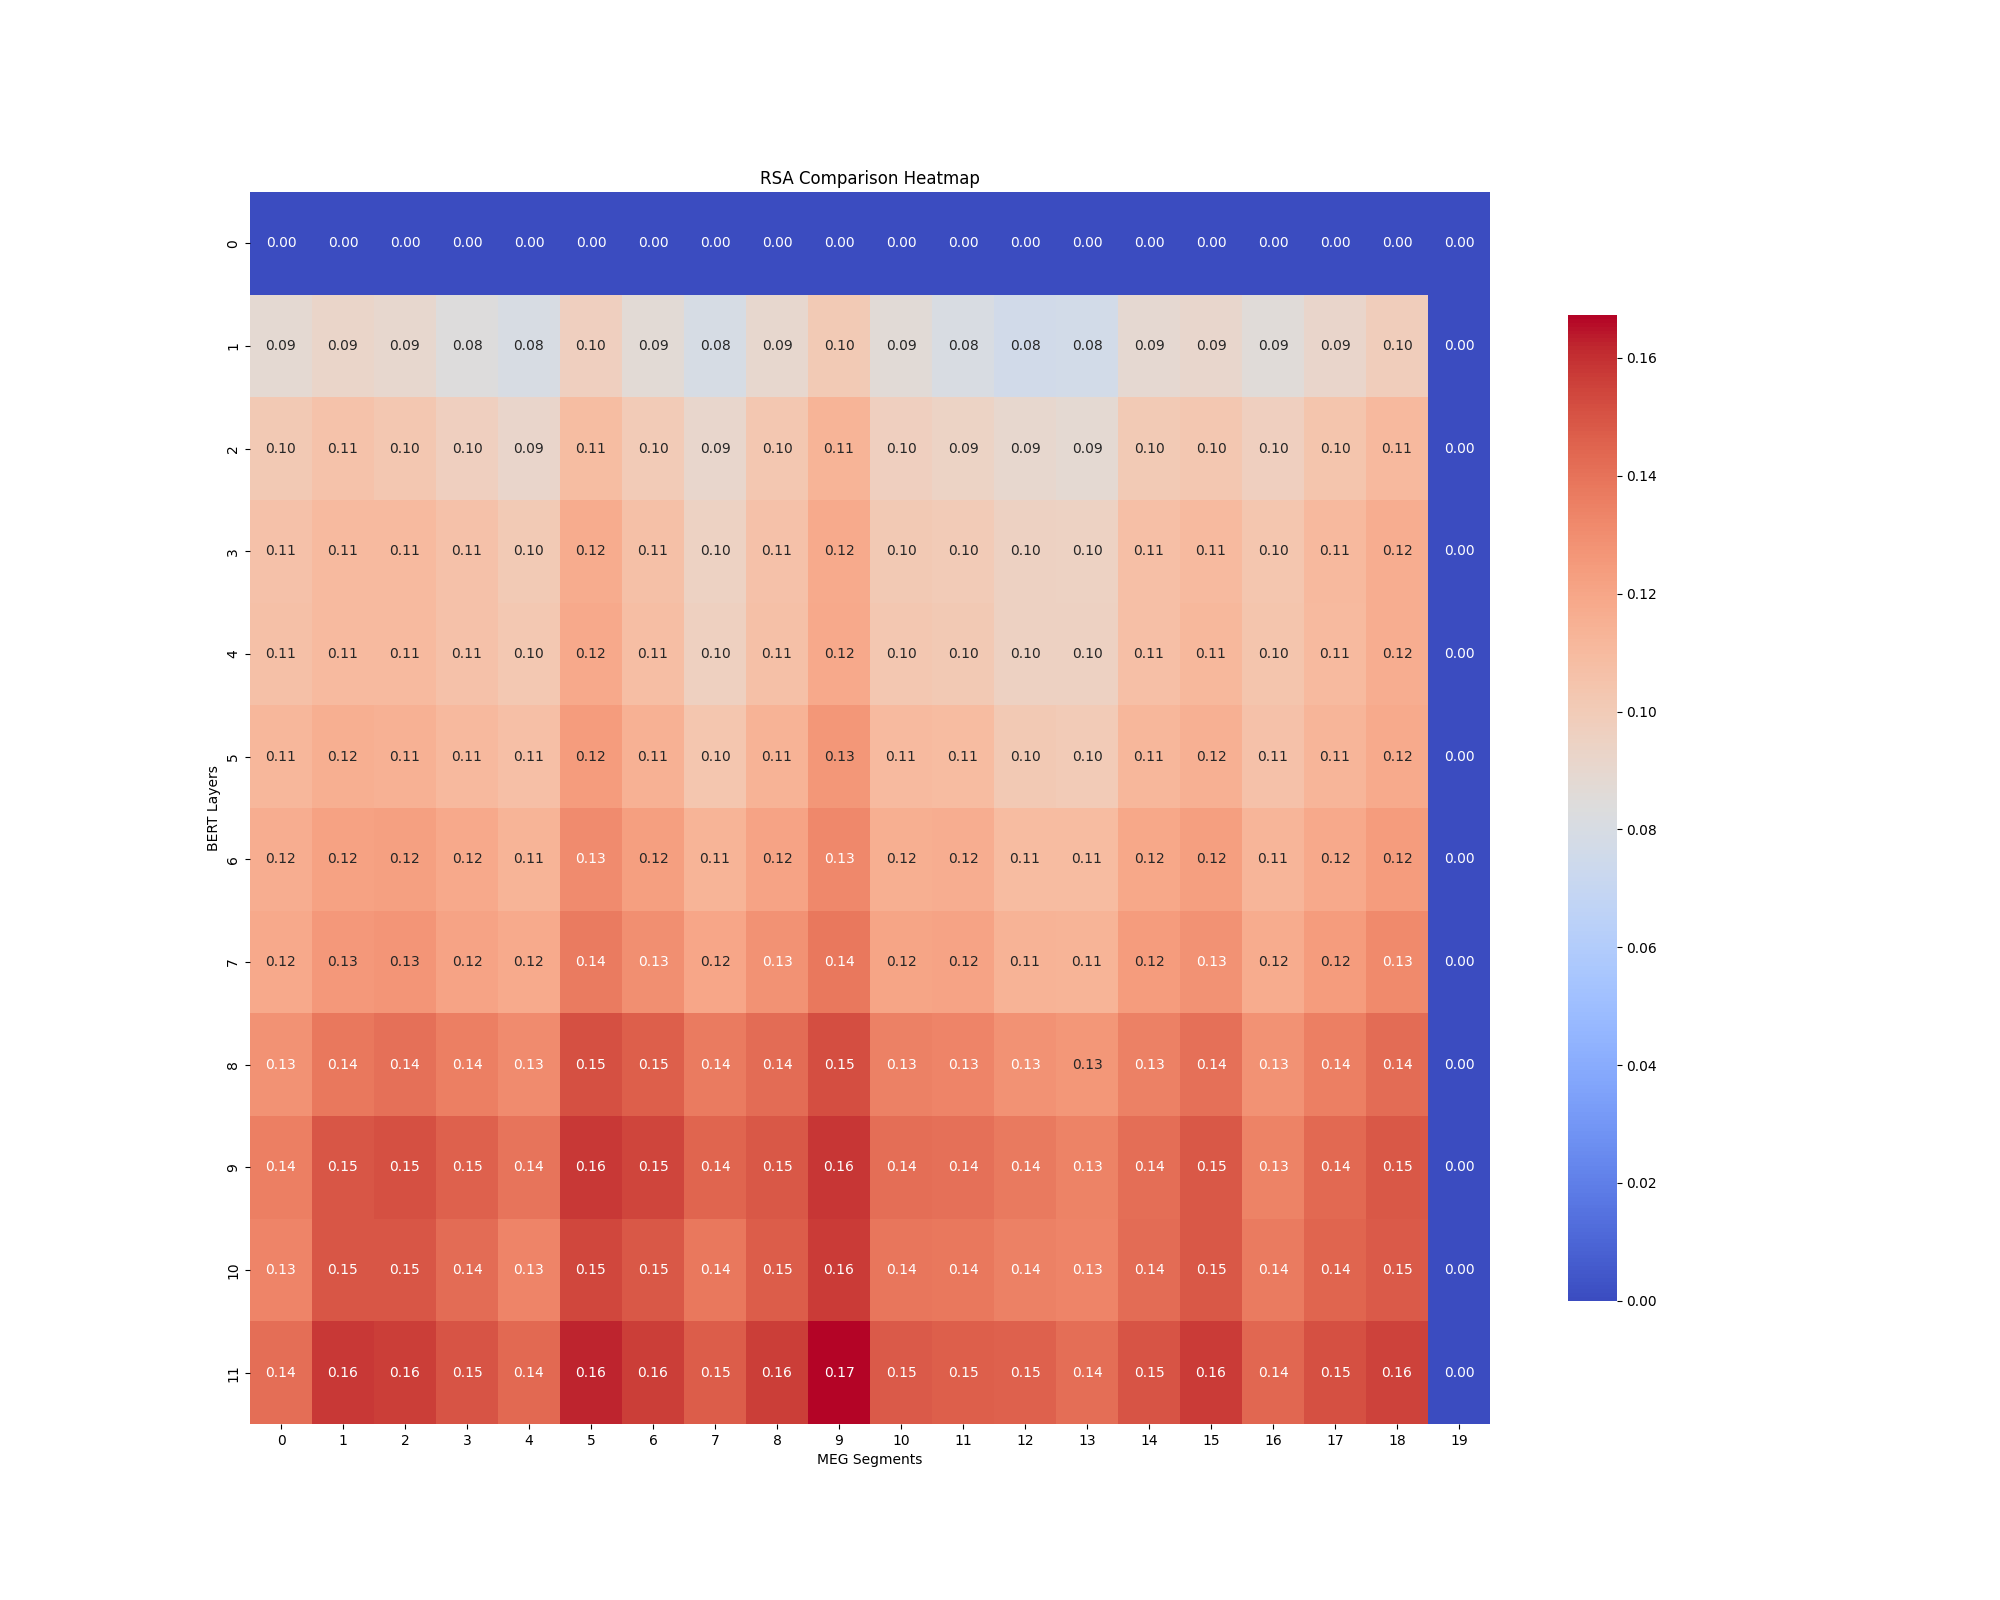 RSA Comparison Heatmap
0 0.00 0.00 0.00 0.00 0.00 0.00 0.00 0.00 0.00 0.00 0.00 0.00 0.00 0.00 0.00 0.00 0.00 0.00 0.00 0.00
1 0.09 0.09 0.09 0.08 0.08 0.10 0.09 0.08 0.09 0.10 0.09 0.08 0.08 0.08 0.09 0.09 0.09 0.09 0.10 0.00
2 0.10 0.11 0.10 0.10 0.09 0.11 0.10 0.09 0.10 0.11 0.10 0.09 0.09 0.09 0.10 0.10 0.10 0.10 0.11 0.00
3 0.11 0.11 0.11 0.11 0.10 0.12 0.11 0.10 0.11 0.12 0.10 0.10 0.10 0.10 0.11 0.11 0.10 0.11 0.12 0.00
4 0.11 0.11 0.11 0.11 0.10 0.12 0.11 0.10 0.11 0.12 0.10 0.10 0.10 0.10 0.11 0.11 0.10 0.11 0.12 0.00
5 0.11 0.12 0.11 0.11 0.11 0.12 0.11 0.10 0.11 0.13 0.11 0.11 0.10 0.10 0.11 0.12 0.11 0.11 0.12 0.00
6 0.12 0.12 0.12 0.12 0.11 0.13 0.12 0.11 0.12 0.13 0.12 0.12 0.11 0.11 0.12 0.12 0.11 0.12 0.12 0.00
7 0.12 0.13 0.13 0.12 0.12 0.14 0.13 0.12 0.13 0.14 0.12 0.12 0.11 0.11 0.12 0.13 0.12 0.12 0.13 0.00
8 0.13 0.14 0.14 0.14 0.13 0.15 0.15 0.14 0.14 0.15 0.13 0.13 0.13 0.13 0.13 0.14 0.13 0.14 0.14 0.00
9 0.14 0.15 0.15 0.15 0.14 0.16 0.15 0.14 0.15 0.16 0.14 0.14 0.14 0.13 0.14 0.15 0.13 0.14 0.15 0.00
10 0.13 0.15 0.15 0.14 0.13 0.15 0.15 0.14 0.15 0.16 0.14 0.14 0.14 0.13 0.14 0.15 0.14 0.14 0.15 0.00
11 0.14 0.16 0.16 0.15 0.14 0.16 0.16 0.15 0.16 0.17 0.15 0.15 0.15 0.14 0.15 0.16 0.14 0.15 0.16 0.00
0 1 2 3 4 5 6 7 8 9 10 11 12 13 14 15 16 17 18 19
MEG Segments
BERT Layers
0.16
0.14
0.12
0.10
0.08
0.06
0.04
0.02
0.00